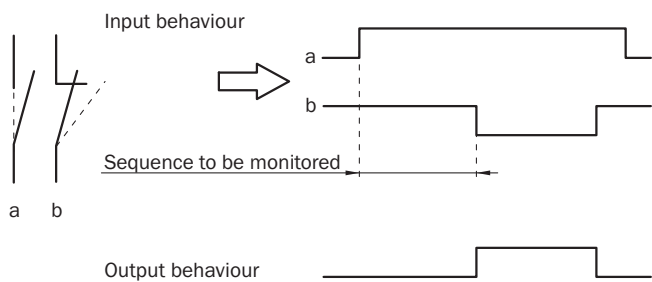 Input behaviour
a
b
Sequence to be monitored
a b
Output behaviour